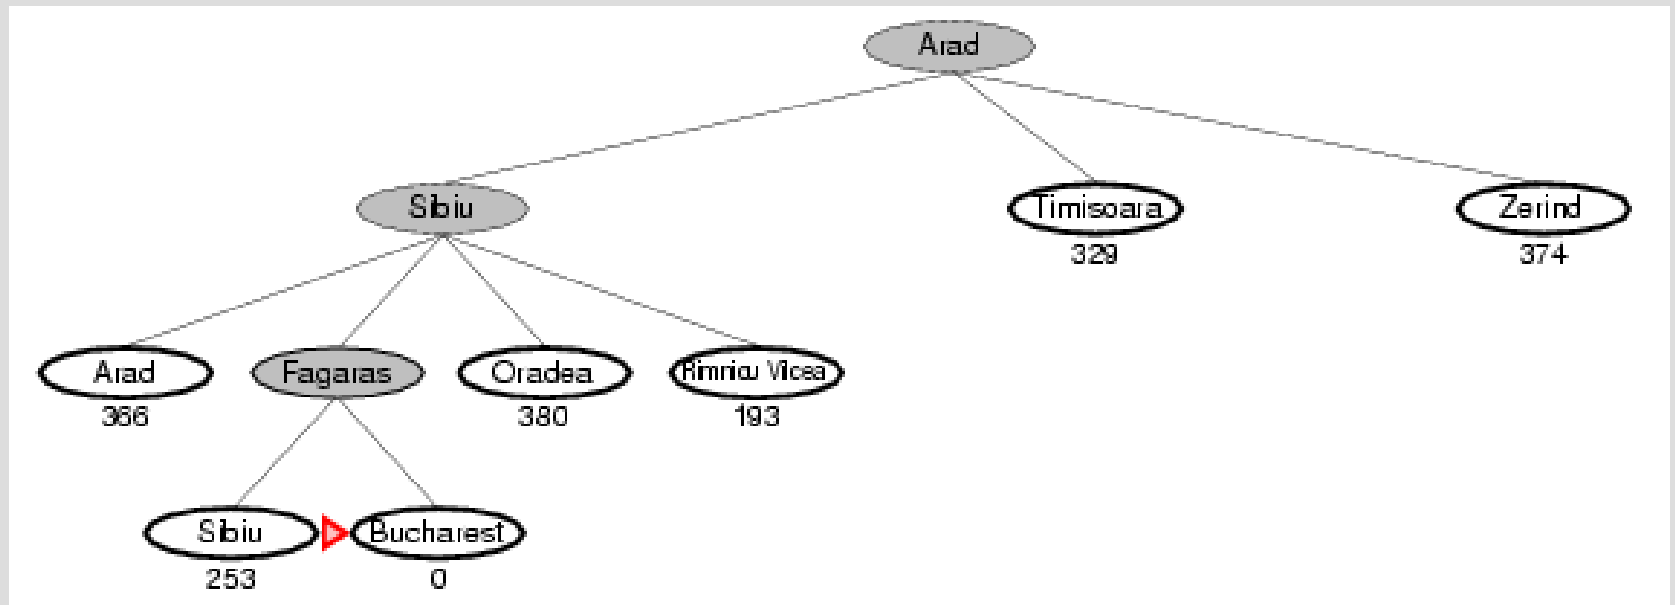 Arad
Sibiu Timisoara Zerind
329 374
Arad Fagaras Oradea Rimnicu Vilcea
366 380 193
Sibiu Bucharest
253 0